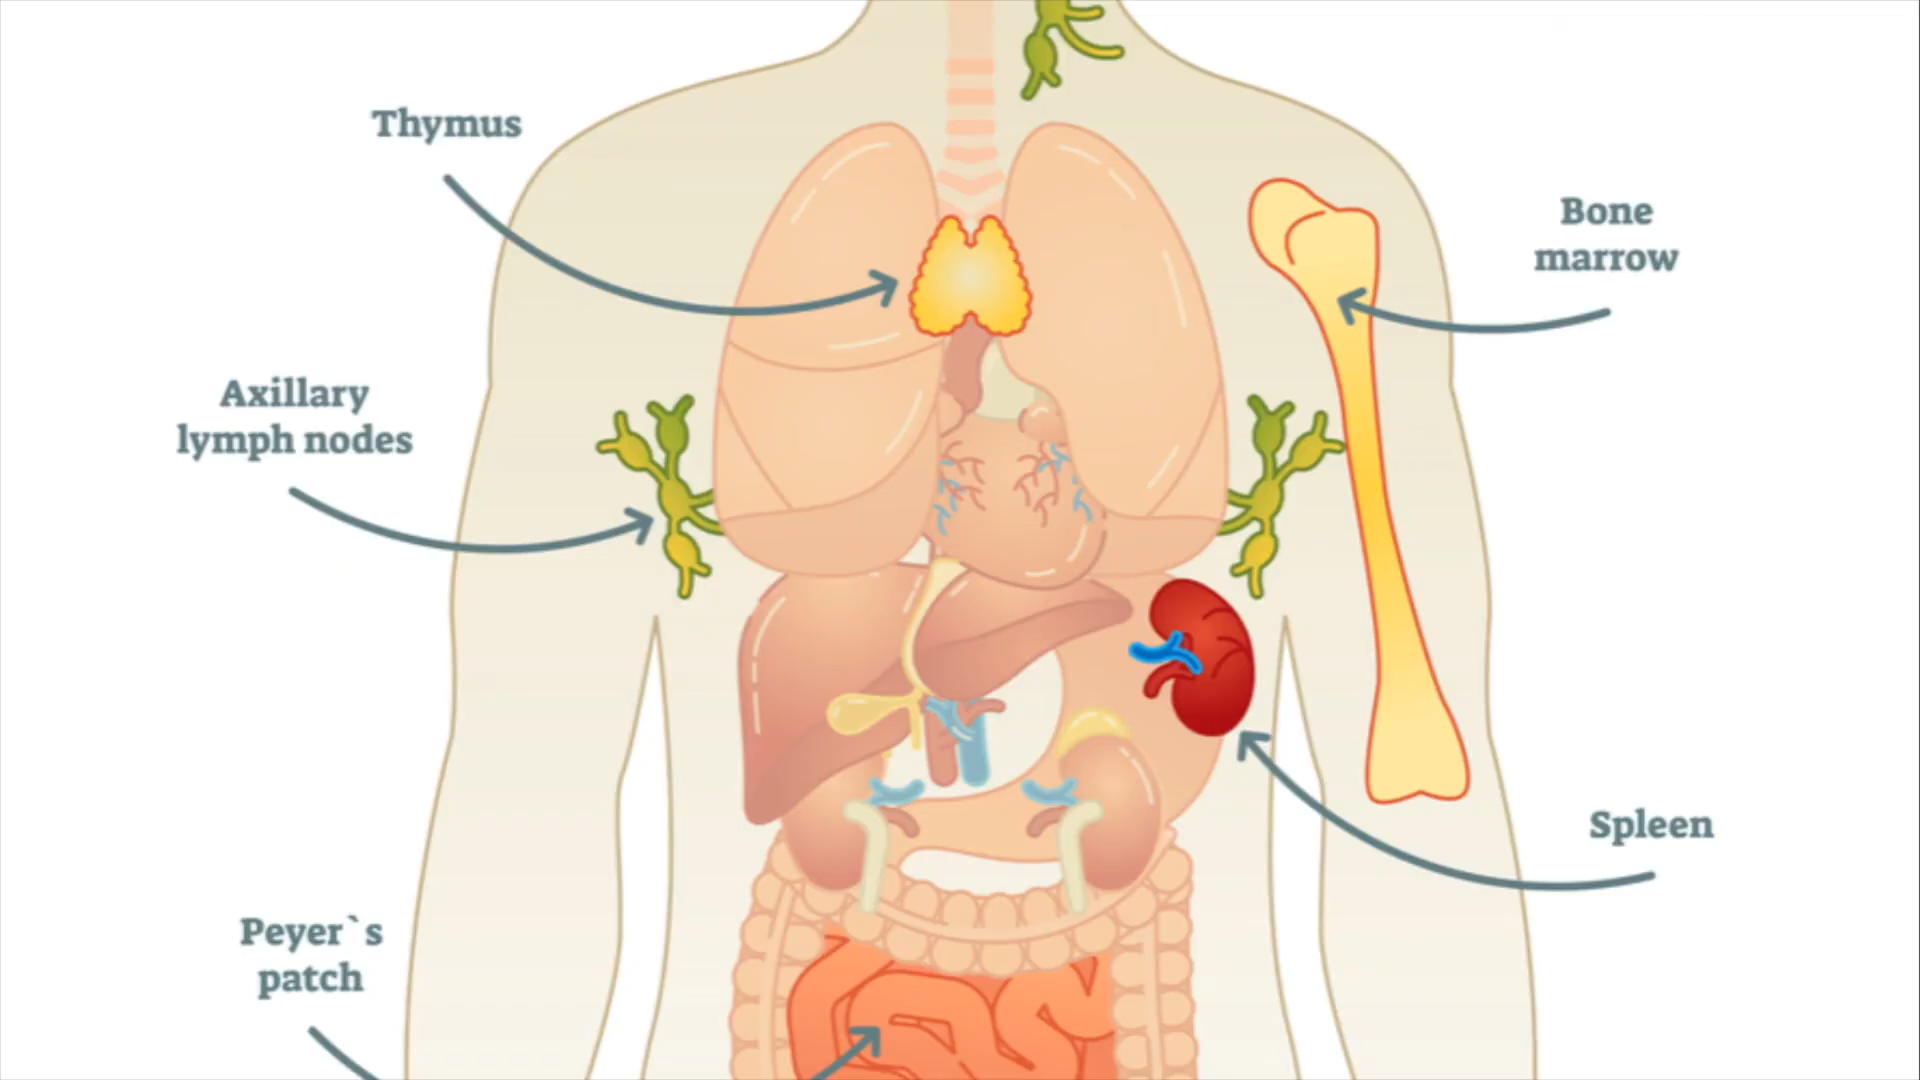 Thymus
Bone
marrow
Axillary
lymph nodes
Spleen
Peyer`s
patch